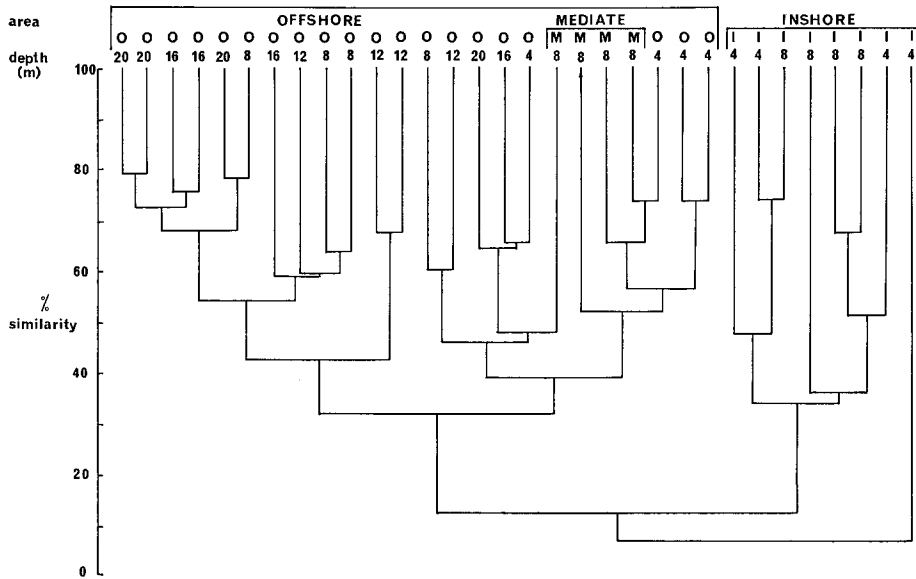 area OFFSHORE MEDIATE INSHORE
O O O O O O O O O O O O O O O O O M M M M O O O I I I I I I I I
depth 20 20 16 16 20 8 16 12 8 8 12 12 8 12 20 16 4 8 8 8 8 4 4 4 4 4 8 8 8 8 4 4
(m)
100
80
60
%
similarity
40
20
0